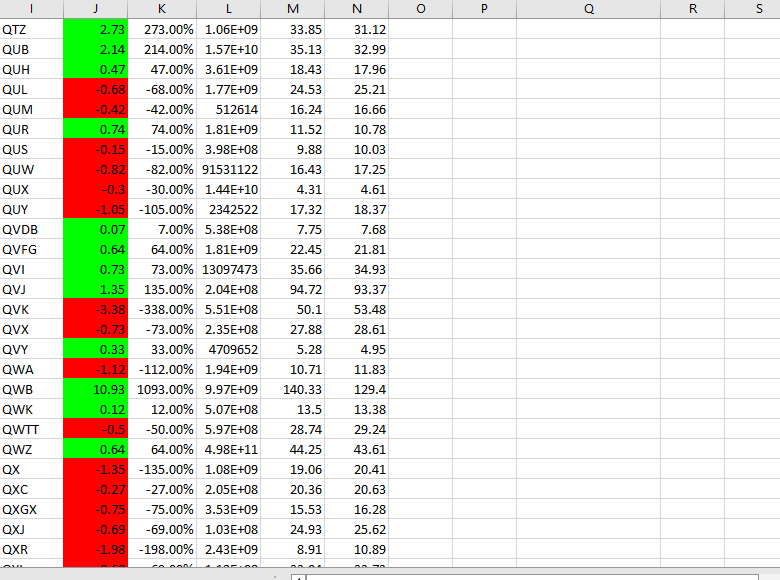 I J K L M N O P Q R S
QTZ 2.73 273.00% 1.06E+09 33.85 31.12
QUB 2.14 214.00% 1.57E+10 35.13 32.99
QUH 0.47 47.00% 3.61E+09 18.43 17.96
QUL -0.68 -68.00% 1.77E+09 24.53 25.21
QUM -0.42 -42.00% 512614 16.24 16.66
QUR 0.74 74.00% 1.81E+09 11.52 10.78
QUS -0.15 -15.00% 3.98E+08 9.88 10.03
QUW -0.82 -82.00% 91531122 16.43 17.25
QUX -0.3 -30.00% 1.44E+10 4.31 4.61
QUY -1.05 -105.00% 2342522 17.32 18.37
QVDB 0.07 7.00% 5.38E+08 7.75 7.68
QVFG 0.64 64.00% 1.81E+09 22.45 21.81
QVI 0.73 73.00% 13097473 35.66 34.93
QVJ 1.35 135.00% 2.04E+08 94.72 93.37
QVK -3.38 -338.00% 5.51E+08 50.1 53.48
QVX -0.73 -73.00% 2.35E+08 27.88 28.61
QVY 0.33 33.00% 4709652 5.28 4.95
QWA -1.12 -112.00% 1.94E+09 10.71 11.83
QWB 10.93 1093.00% 9.97E+09 140.33 129.4
QWK 0.12 12.00% 5.07E+08 13.5 13.38
QWTT -0.5 -50.00% 5.97E+08 28.74 29.24
QWZ 0.64 64.00% 4.98E+11 44.25 43.61
QX -1.35 -135.00% 1.08E+09 19.06 20.41
QXC -0.27 -27.00% 2.05E+08 20.36 20.63
QXGX -0.75 -75.00% 3.53E+09 15.53 16.28
QXJ -0.69 -69.00% 1.03E+08 24.93 25.62
QXR -1.98 -198.00% 2.43E+09 8.91 10.89